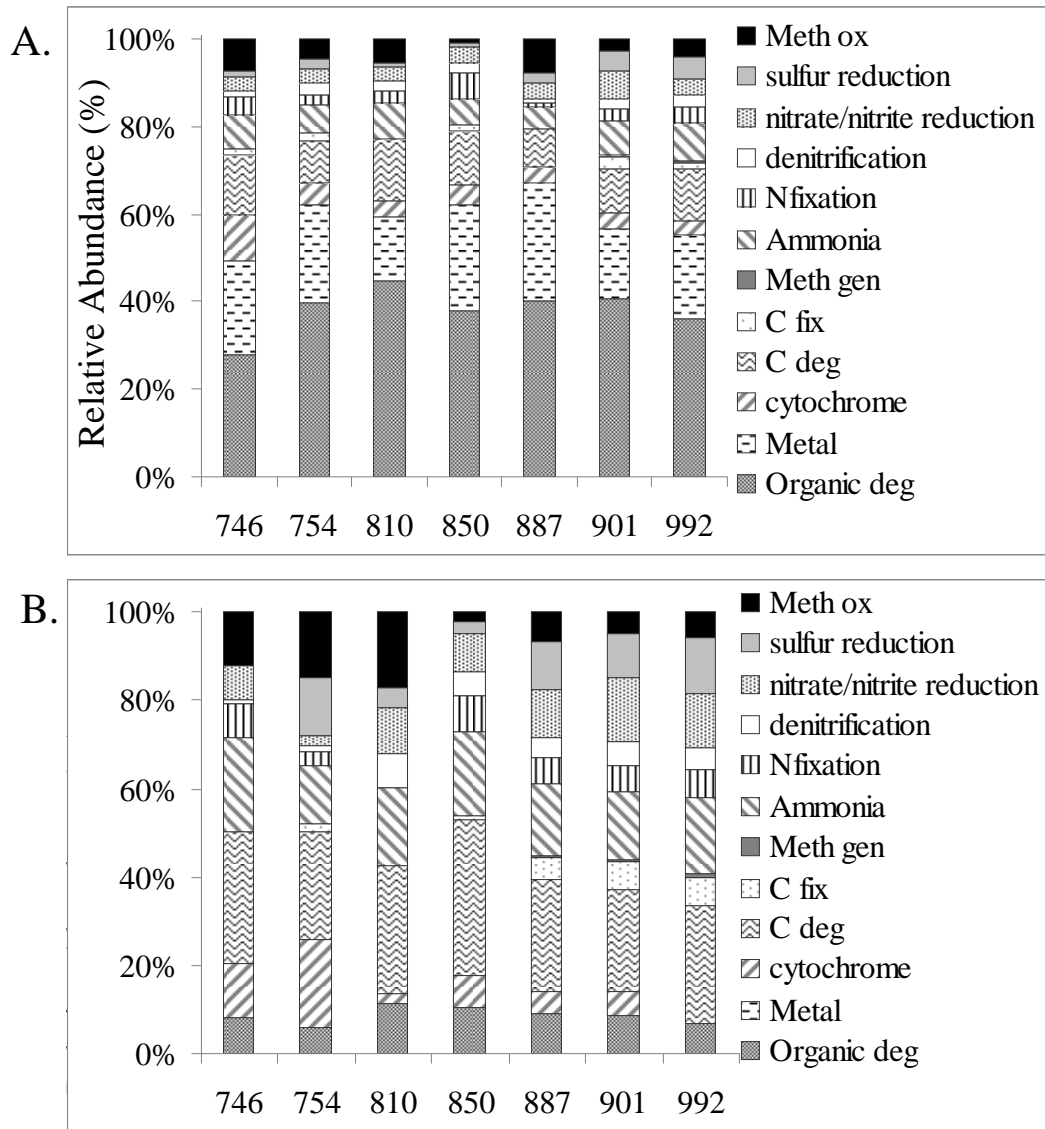 A.
Relative Abundance (%)
100%
80%
60%
40%
20%
0%
746 754 810 850 887 901 992
Meth ox
sulfur reduction
nitrate/nitrite reduction
denitrification
Nfixation
Ammonia
Meth gen
C fix
C deg
cytochrome
Metal
Organic deg
B.
100%
80%
60%
40%
20%
0%
746 754 810 850 887 901 992
Meth ox
sulfur reduction
nitrate/nitrite reduction
denitrification
Nfixation
Ammonia
Meth gen
C fix
C deg
cytochrome
Metal
Organic deg